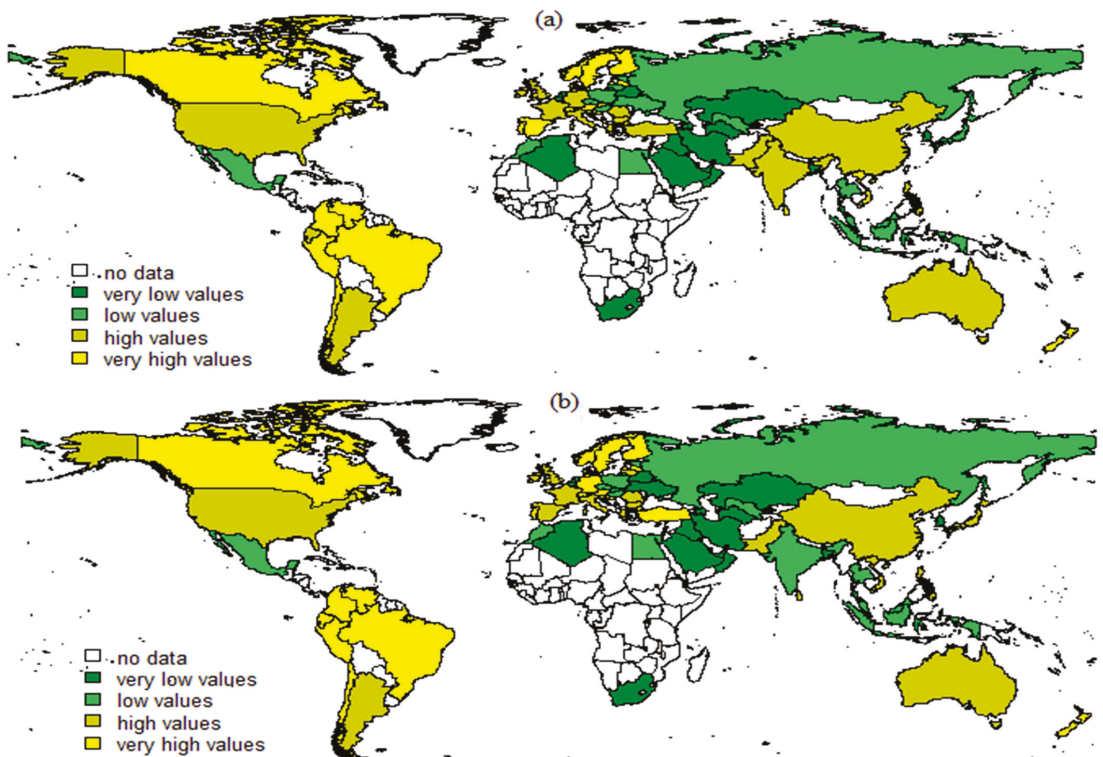 (a)
no data
very low values
low values
high values
very high values
(b)
no data
very low values
low values
high values
very high values